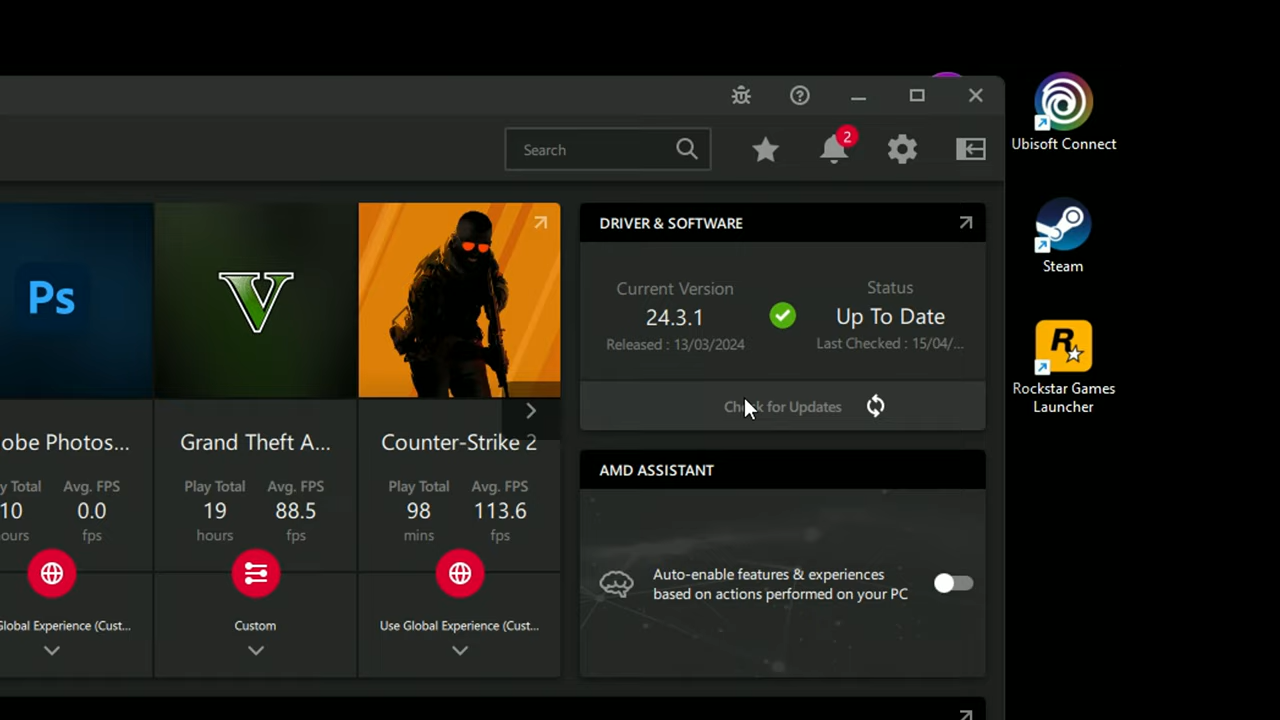 2
Search
Ubisoft Connect
Steam
Rockstar Games
Launcher
Ps
V
DRIVER & SOFTWARE
Current Version
24.3.1
Released : 13/03/2024
Status
Up To Date
Last Checked : 15/04/...
Check for Updates
obe Photos...
Grand Theft A...
Counter-Strike 2
y Total Avg. FPS
10 0.0
ours fps
Play Total Avg. FPS
19 88.5
hours fps
Play Total Avg. FPS
98 113.6
mins fps
Global Experience (Cust...
Custom
Use Global Experience (Cust...
AMD ASSISTANT
Auto-enable features & experiences
based on actions performed on your PC